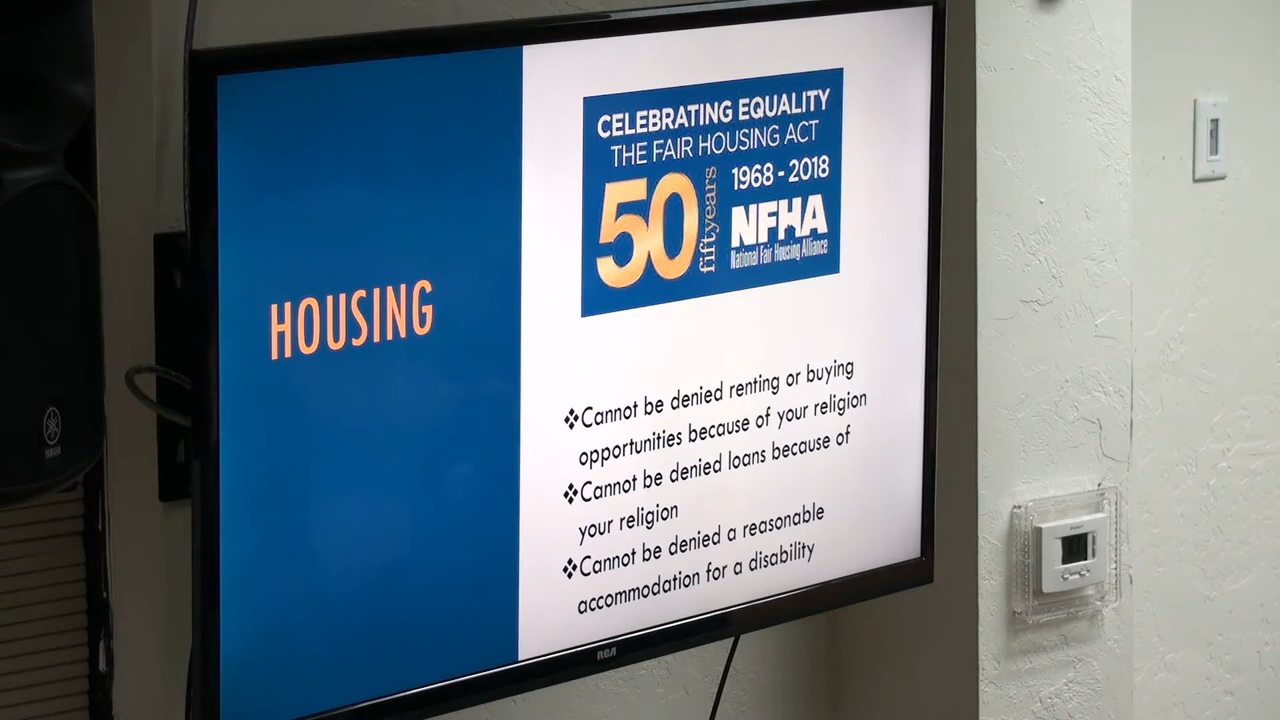 HOUSING
CELEBRATING EQUALITY
THE FAIR HOUSING ACT
50
fiftyyears
1968 - 2018
NFHA
National Fair Housing Alliance
❖Cannot be denied renting or buying
opportunities because of your religion
❖Cannot be denied loans because of
your religion
❖Cannot be denied a reasonable
accommodation for a disability
RCA
YAMAHA